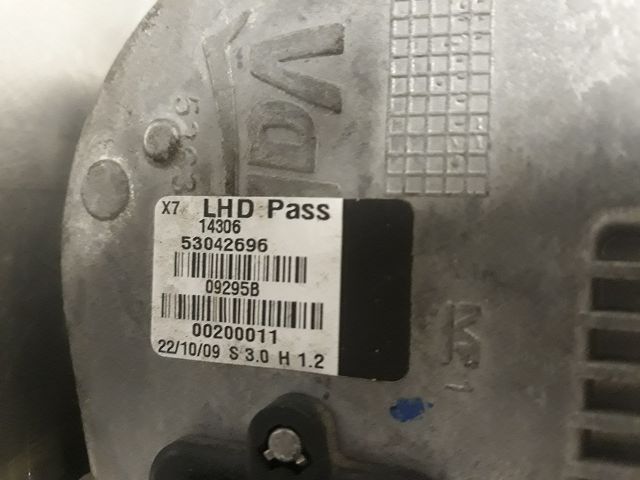 X7 LHD Pass
14306
53042696
09295B
00200011
22/10/09 S 3.0 H 1.2